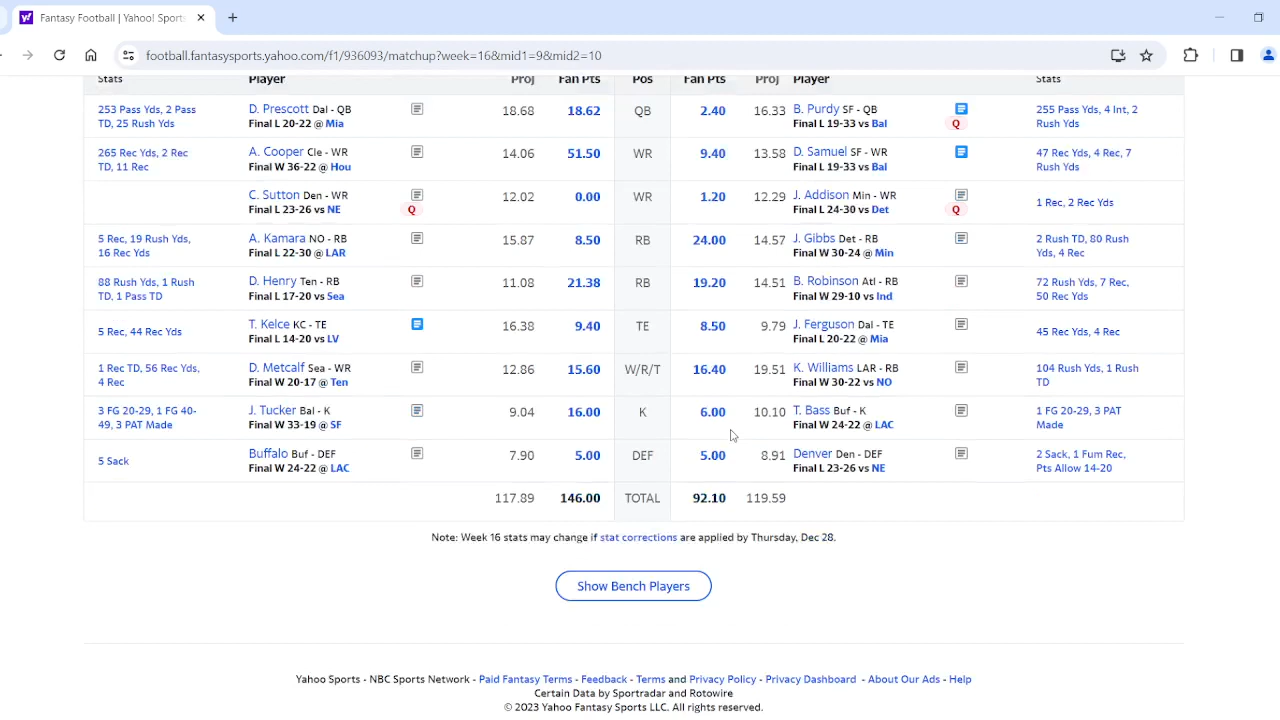 Fantasy Football | Yahoo! Sports
football.fantasysports.yahoo.com/f1/936093/matchup?week=16&mid1=9&mid2=10
Stats Player Proj Fan Pts Pos Fan Pts Proj Player Stats
253 Pass Yds, 2 Pass TD, 25 Rush Yds D. Prescott Dal - QB 18.68 18.62 QB 2.40 16.33 B. Purdy SF - QB 255 Pass Yds, 4 Int, 2 Rush Yds
Final L 20-22 @ Mia Final L 19-33 vs Bal Q
265 Rec Yds, 2 Rec TD, 11 Rec A. Cooper Cle - WR 14.06 51.50 WR 9.40 13.58 D. Samuel SF - WR 47 Rec Yds, 4 Rec, 7 Rush Yds
Final W 36-22 @ Hou Final L 19-33 vs Bal
C. Sutton Den - WR 12.02 0.00 WR 1.20 12.29 J. Addison Min - WR 1 Rec, 2 Rec Yds
Final L 23-26 vs NE Q Final L 24-30 vs Det Q
5 Rec, 19 Rush Yds, 16 Rec Yds A. Kamara NO - RB 15.87 8.50 RB 24.00 14.57 J. Gibbs Det - RB 2 Rush TD, 80 Rush Yds, 4 Rec
Final L 22-30 @ LAR Final W 30-24 @ Min
88 Rush Yds, 1 Rush TD, 1 Pass TD D. Henry Ten - RB 11.08 21.38 RB 19.20 14.51 B. Robinson Atl - RB 72 Rush Yds, 7 Rec, 50 Rec Yds
Final L 17-20 vs Sea Final W 29-10 vs Ind
5 Rec, 44 Rec Yds T. Kelce KC - TE 16.38 9.40 TE 8.50 9.79 J. Ferguson Dal - TE 45 Rec Yds, 4 Rec
Final L 14-20 vs LV Final L 20-22 @ Mia
1 Rec TD, 56 Rec Yds, 4 Rec D. Metcalf Sea - WR 12.86 15.60 W/R/T 16.40 19.51 K. Williams LAR - RB 104 Rush Yds, 1 Rush TD
Final W 20-17 @ Ten Final W 30-22 vs NO
3 FG 20-29, 1 FG 40-49, 3 PAT Made J. Tucker Bal - K 9.04 16.00 K 6.00 10.10 T. Bass Buf - K 1 FG 20-29, 3 PAT Made
Final W 33-19 @ SF Final W 24-22 @ LAC
5 Sack Buffalo Buf - DEF 7.90 5.00 DEF 5.00 8.91 Denver Den - DEF 2 Sack, 1 Fum Rec, Pts Allow 14-20
Final W 24-22 @ LAC Final L 23-26 vs NE
117.89 146.00 TOTAL 92.10 119.59
Note: Week 16 stats may change if stat corrections are applied by Thursday, Dec 28.
Show Bench Players
Yahoo Sports - NBC Sports Network - Paid Fantasy Terms - Feedback - Terms and Privacy Policy - Privacy Dashboard - About Our Ads - Help
Certain Data by Sportradar and Rotowire
© 2023 Yahoo Fantasy Sports LLC. All rights reserved.